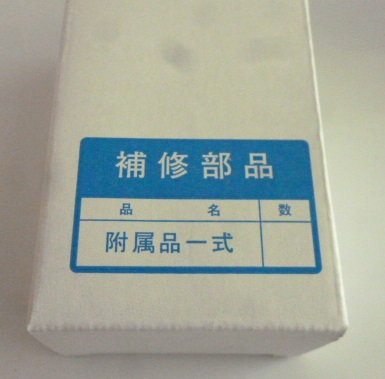 補修部品
品 名 数
附属品一式